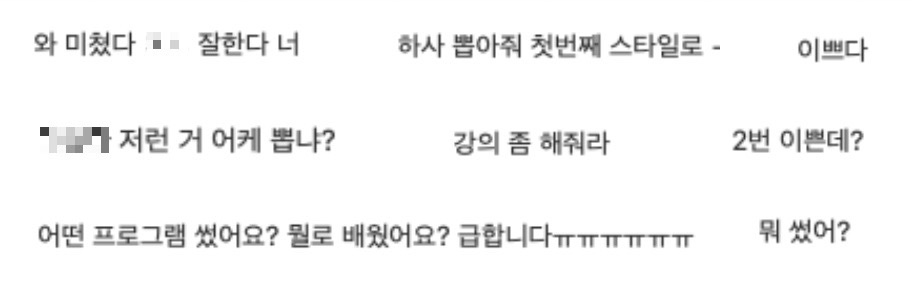 와 미쳤다 잘한다 너
하사 뽑아줘 첫번째 스타일로 -
이쁘다
저런 거 어케 뽑냐?
강의 좀 해줘라
2번 이쁜데?
어떤 프로그램 썼어요? 뭘로 배웠어요? 급합니다ㅠㅠㅠㅠㅠㅠ
뭐 썼어?